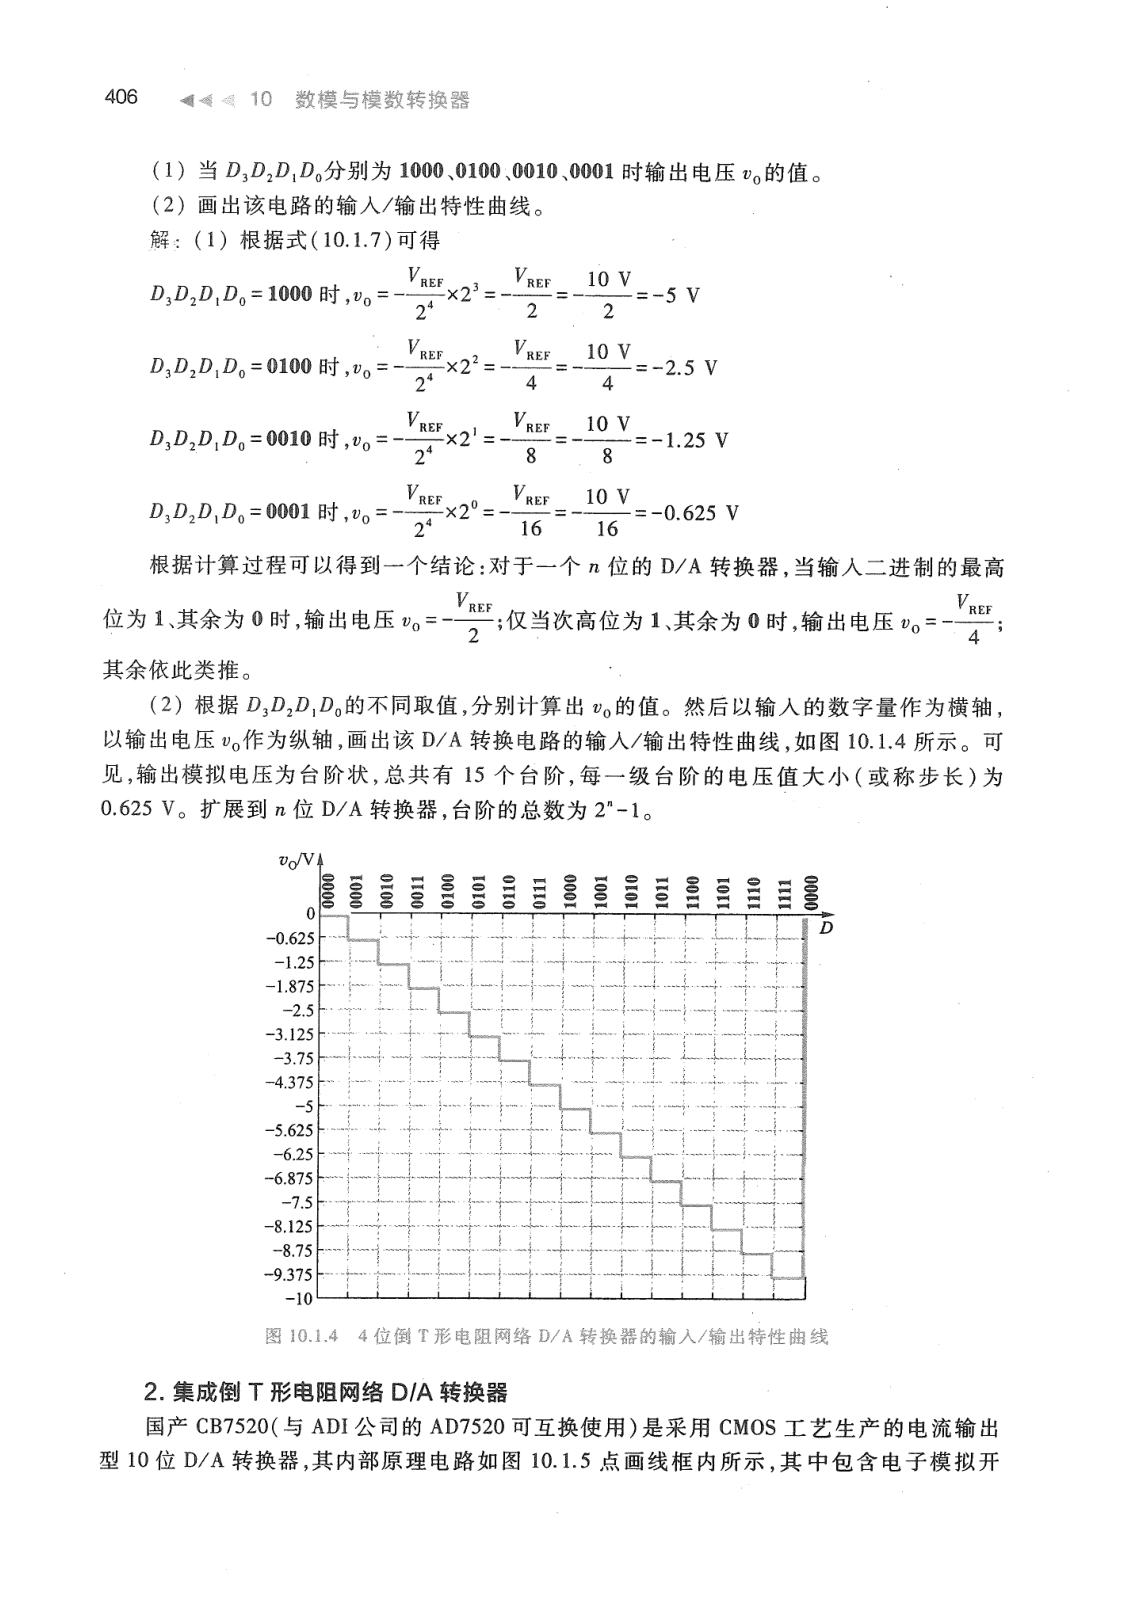 406 10 数模与模数转换器
(1) 当 D₃D₂D₁D₀分别为 1000、0100、0010、0001 时输出电压 vₒ的值。
(2) 画出该电路的输入/输出特性曲线。
解：(1) 根据式(10.1.7)可得
D₃D₂D₁D₀=1000 时,vₒ=-V_REF/2⁴×2³=-V_REF/2=-10 V/2=-5 V
D₃D₂D₁D₀=0100 时,vₒ=-V_REF/2⁴×2²=-V_REF/4=-10 V/4=-2.5 V
D₃D₂D₁D₀=0010 时,vₒ=-V_REF/2⁴×2¹=-V_REF/8=-10 V/8=-1.25 V
D₃D₂D₁D₀=0001 时,vₒ=-V_REF/2⁴×2⁰=-V_REF/16=-10 V/16=-0.625 V
根据计算过程可以得到一个结论:对于一个 n 位的 D/A 转换器,当输入二进制的最高
位为 1、其余为 0 时,输出电压 vₒ=-V_REF/2;仅当次高位为 1、其余为 0 时,输出电压 vₒ=-V_REF/4;
其余依此类推。
(2) 根据 D₃D₂D₁D₀的不同取值,分别计算出 vₒ的值。然后以输入的数字量作为横轴,
以输出电压 vₒ作为纵轴,画出该 D/A 转换电路的输入/输出特性曲线,如图 10.1.4 所示。可
见,输出模拟电压为台阶状,总共有 15 个台阶,每一级台阶的电压值大小(或称步长)为
0.625 V。扩展到 n 位 D/A 转换器,台阶的总数为 2ⁿ-1。
vₒ/V
0000 0001 0010 0011 0100 0101 0110 0111 1000 1001 1010 1011 1100 1101 1110 1111 0000
0
D
-0.625
-1.25
-1.875
-2.5
-3.125
-3.75
-4.375
-5
-5.625
-6.25
-6.875
-7.5
-8.125
-8.75
-9.375
-10
图 10.1.4 4 位倒 T 形电阻网络 D/A 转换器的输入/输出特性曲线
2. 集成倒 T 形电阻网络 D/A 转换器
国产 CB7520(与 ADI 公司的 AD7520 可互换使用)是采用 CMOS 工艺生产的电流输出
型 10 位 D/A 转换器,其内部原理电路如图 10.1.5 点画线框内所示,其中包含电子模拟开